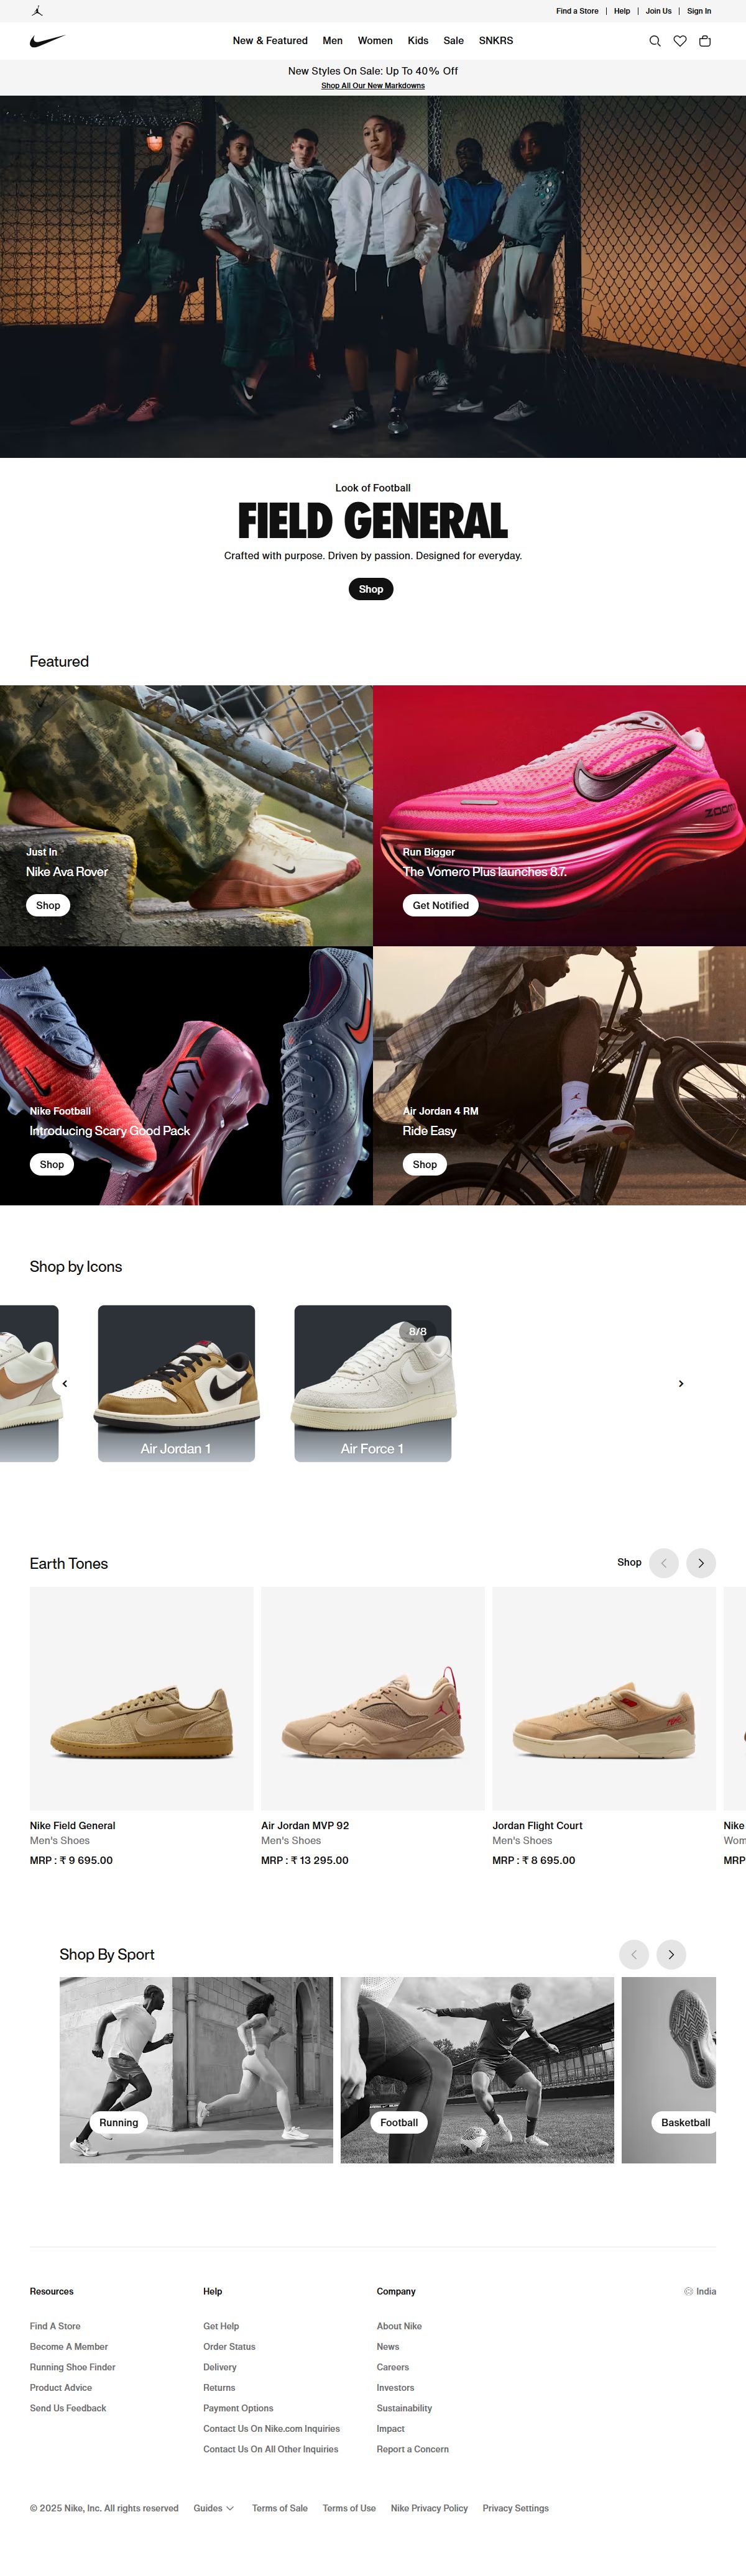 Find a Store | Help | Join Us | Sign In
New & Featured Men Women Kids Sale SNKRS
New Styles On Sale: Up To 40% Off
Shop All Our New Markdowns
Look of Football
FIELD GENERAL
Crafted with purpose. Driven by passion. Designed for everyday.
Shop
Featured
Just In
Nike Ava Rover
Shop
ZOOM
Run Bigger
The Vomero Plus launches 8.7.
Get Notified
Nike Football
Introducing Scary Good Pack
Shop
Air Jordan 4 RM
Ride Easy
Shop
Shop by Icons
8/8
Air Jordan 1
Air Force 1
Earth Tones
Shop
Nike Field General
Men's Shoes
MRP : ₹ 9 695.00
Air Jordan MVP 92
Men's Shoes
MRP : ₹ 13 295.00
Jordan Flight Court
Men's Shoes
MRP : ₹ 8 695.00
Nike
Wom
MRP
Shop By Sport
Running
Football
Basketball
Resources
Find A Store
Become A Member
Running Shoe Finder
Product Advice
Send Us Feedback
Help
Get Help
Order Status
Delivery
Returns
Payment Options
Contact Us On Nike.com Inquiries
Contact Us On All Other Inquiries
Company
About Nike
News
Careers
Investors
Sustainability
Impact
Report a Concern
India
© 2025 Nike, Inc. All rights reserved Guides Terms of Sale Terms of Use Nike Privacy Policy Privacy Settings